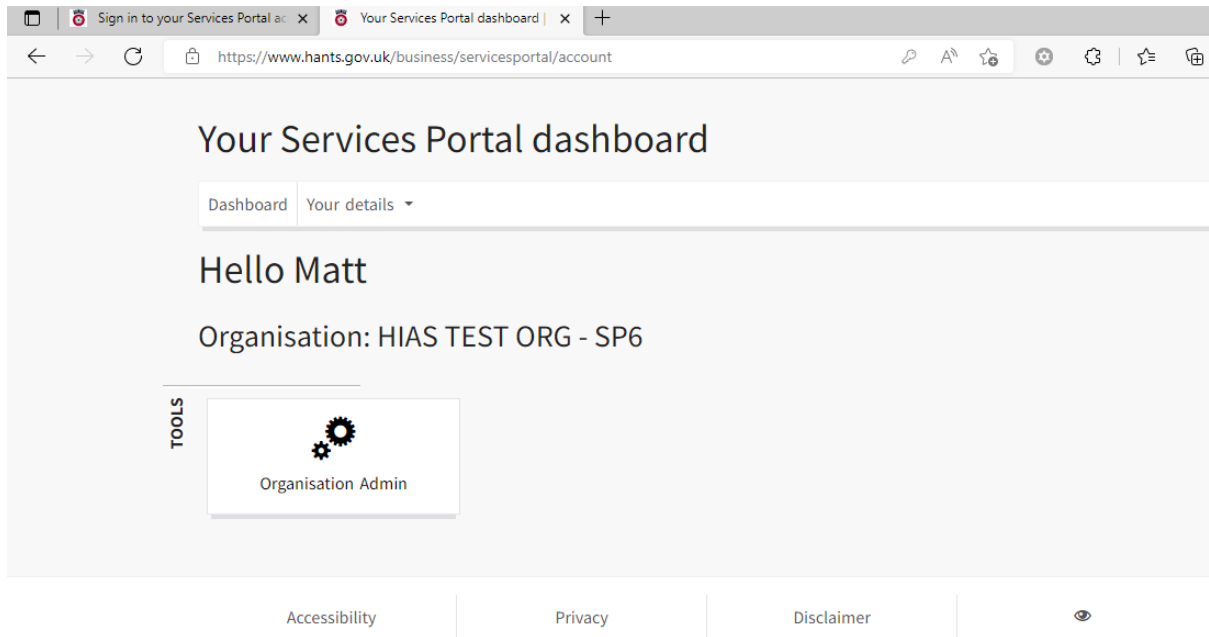 Sign in to your Services Portal ac
Your Services Portal dashboard |
https://www.hants.gov.uk/business/servicesportal/account
Your Services Portal dashboard
Dashboard Your details
Hello Matt
Organisation: HIAS TEST ORG - SP6
TOOLS
Organisation Admin
Accessibility Privacy Disclaimer